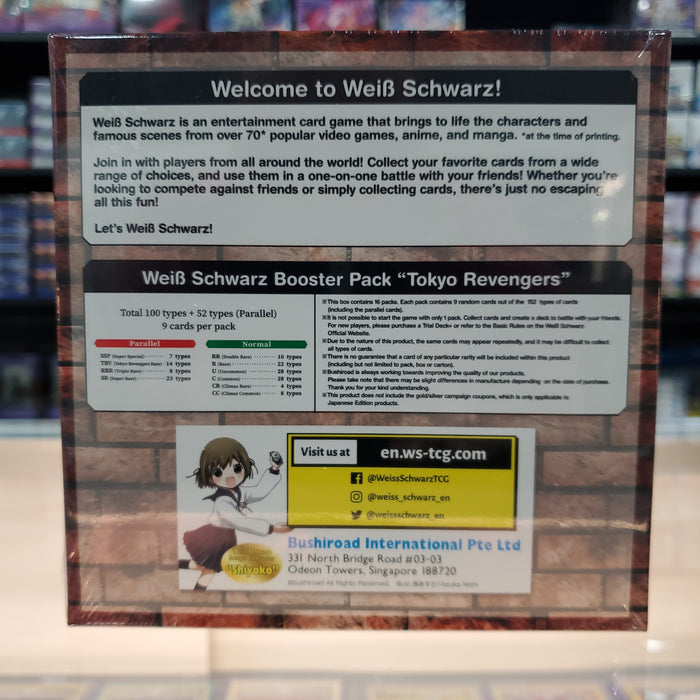 Welcome to Weiß Schwarz!
Weiß Schwarz is an entertainment card game that brings to life the characters and
famous scenes from over 70* popular video games, anime, and manga. *at the time of printing.
Join in with players from all around the world! Collect your favorite cards from a wide
range of choices, and use them in a one-on-one battle with your friends! Whether you're
looking to compete against friends or simply collecting cards, there's just no escaping
all this fun!
Let's Weiß Schwarz!
Weiß Schwarz Booster Pack "Tokyo Revengers"
Total 100 types + 52 types (Parallel)
9 cards per pack
Parallel
SSP (Super Special) 7 types
TRV (Tokyo Revengers Rare) 14 types
RRR (Triple Rare) 8 types
SR (Super Rare) 23 types
Normal
RR (Double Rare) 10 types
R (Rare) 22 types
U (Uncommon) 28 types
C (Common) 28 types
CR (Climax Rare) 4 types
CC (Climax Common) 8 types
※This box contains 16 packs. Each pack contains 9 random cards out of the 152 types of cards
(including the parallel cards).
※It is not possible to start the game with only 1 pack. Collect cards and create a deck to battle with your friends.
For new players, please purchase a Trial Deck+ or refer to the Basic Rules on the Weiß Schwarz
Official Website.
※Due to the nature of this product, the same cards may appear repeatedly, and it may be difficult to collect
all types of cards.
※There is no guarantee that a card of any particular rarity will be included within this product
(including but not limited to pack, box or carton).
※Bushiroad is always working towards improving the quality of our products.
Please take note that there may be slight differences in manufacture depending on the date of purchase.
Thank you for your kind understanding.
※This product does not include the gold/silver campaign coupons, which is only applicable to
Japanese Edition products.
Visit us at en.ws-tcg.com
@WeissSchwarzTCG
@weiss_schwarz_en
@weissschwarz_en
"Shiyoko"
Bushiroad International Pte Ltd
331 North Bridge Road #03-03
Odeon Towers, Singapore 188720
©bushiroad All Rights Reserved.